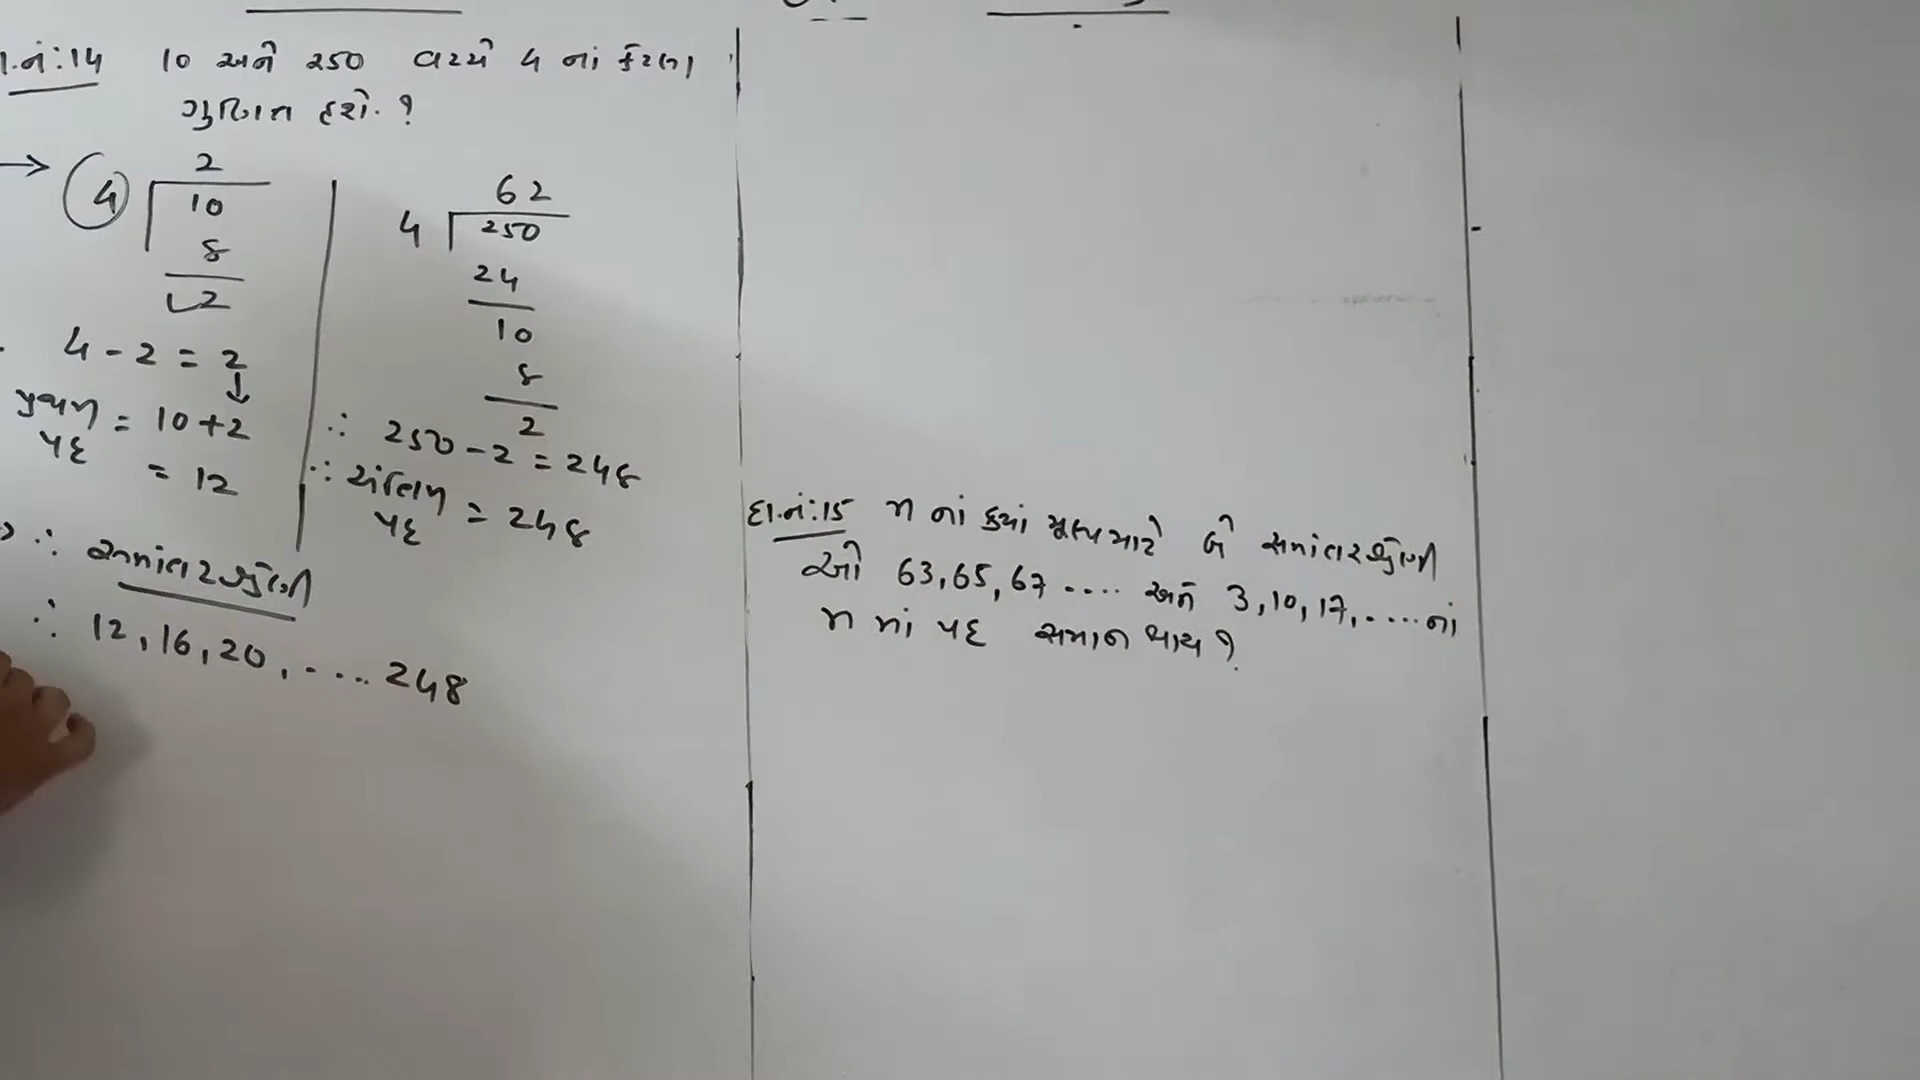 ા.નં:14 10 અને 250 વચ્ચે 4 નાં કેટલા
ગુણિત હશે. ?
→ 4 2
10
8
2
4 - 2 = 2
↓
પ્રથમ પદ = 10+2
= 12
62
4 250
24
10
8
2
∴ 250 - 2 = 248
∴ અંતિમ પદ = 248
∴ સમાંતર શ્રેણી
∴ 12, 16, 20, .... 248
દા.નં:15 n નાં કયાં મૂલ્ય માટે બે સમાંતર શ્રેણી
ઓ 63, 65, 67 .... અને 3, 10, 17, .....નાં
n માં પદ સમાન થાય ?